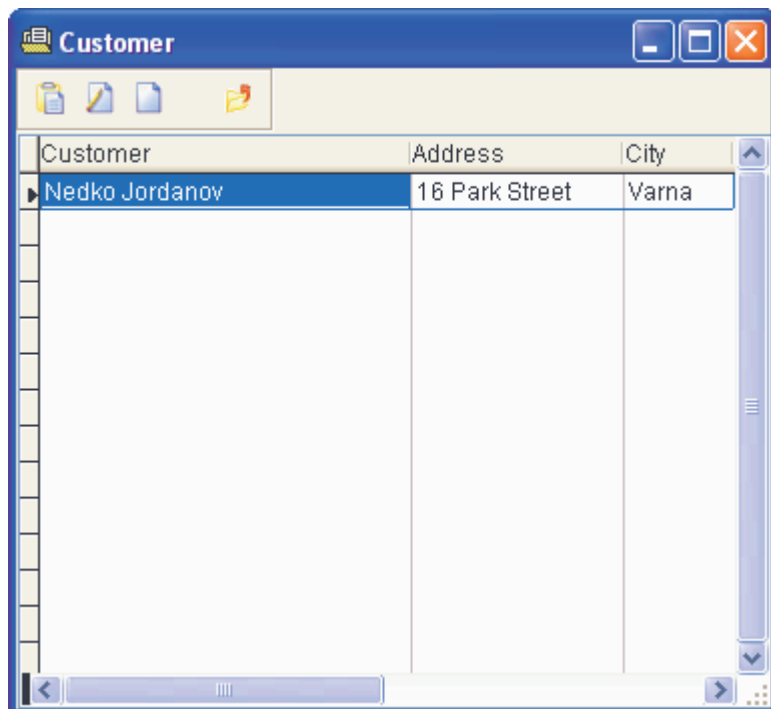 Customer
Customer Address City
Nedko Jordanov 16 Park Street Varna